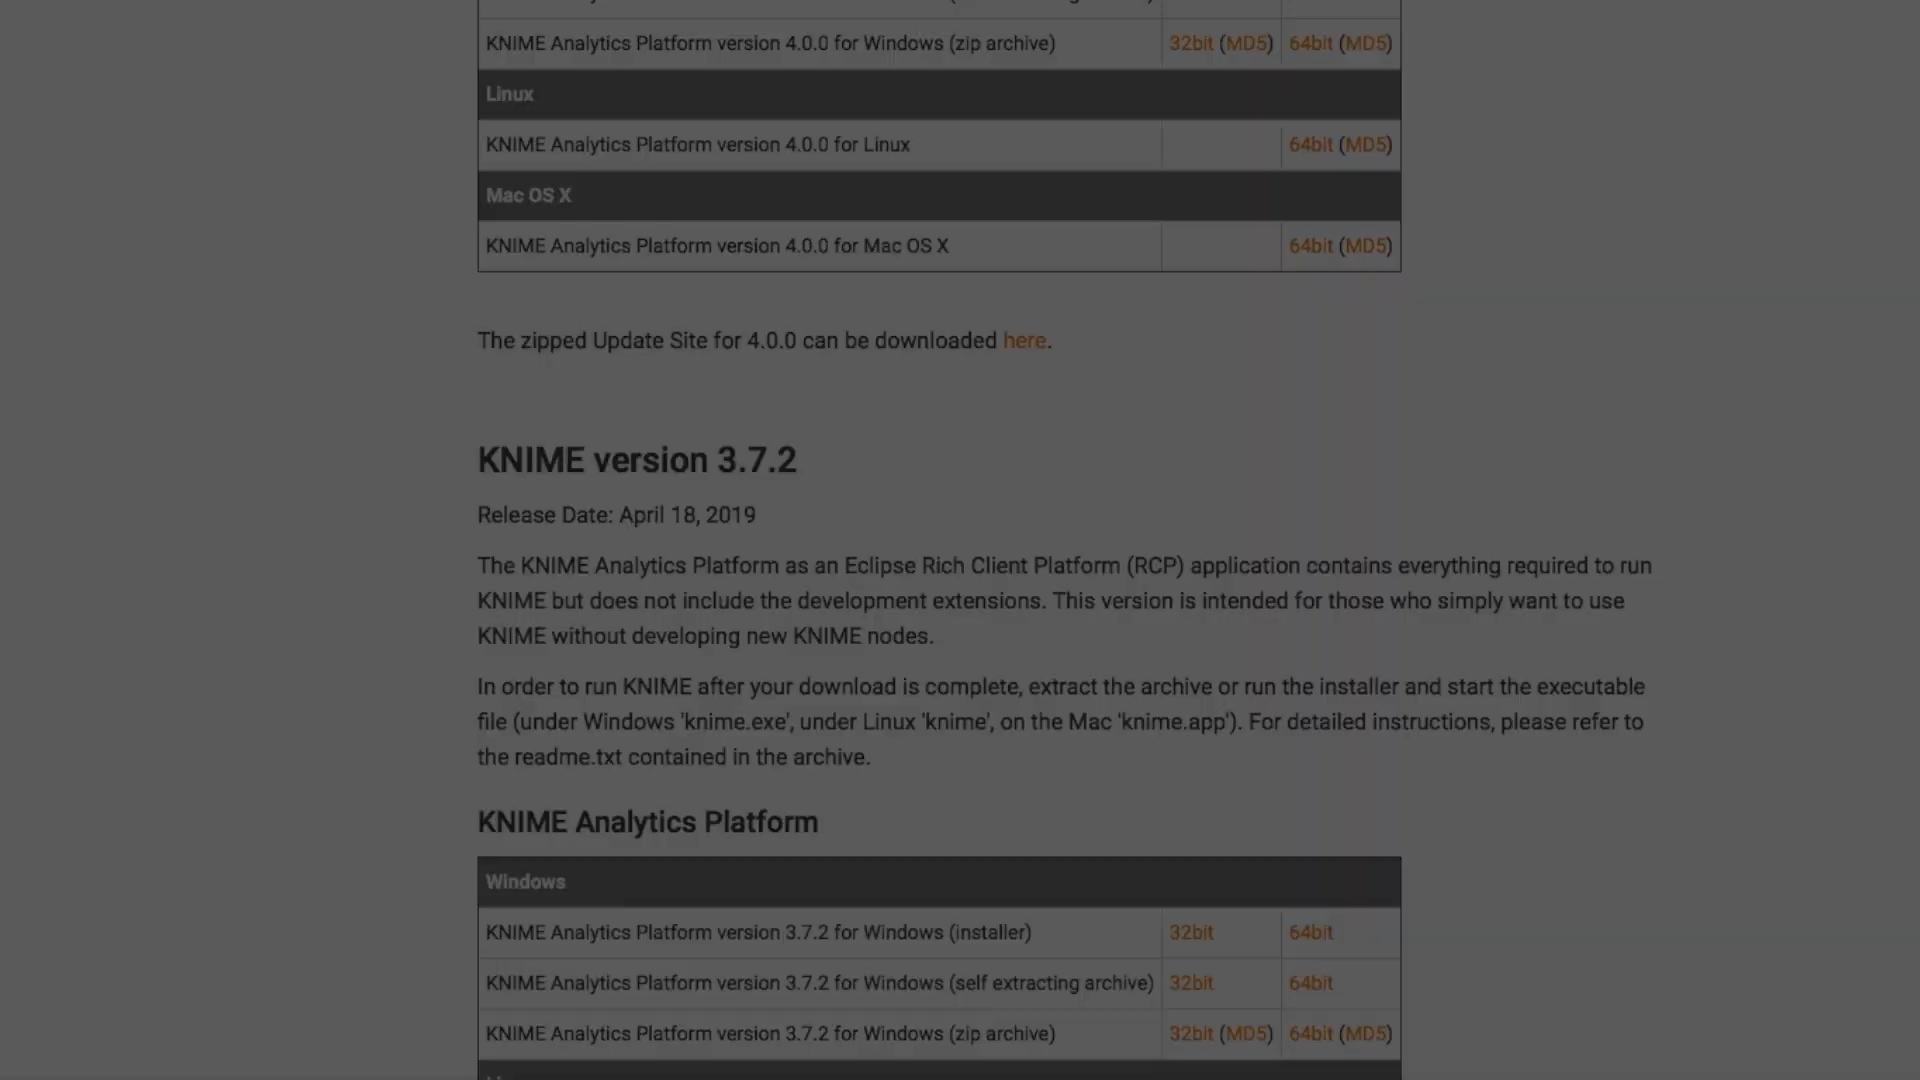 KNIME Analytics Platform version 4.0.0 for Windows (zip archive) 32bit (MD5) 64bit (MD5)
Linux
KNIME Analytics Platform version 4.0.0 for Linux 64bit (MD5)
Mac OS X
KNIME Analytics Platform version 4.0.0 for Mac OS X 64bit (MD5)
The zipped Update Site for 4.0.0 can be downloaded here.
KNIME version 3.7.2
Release Date: April 18, 2019
The KNIME Analytics Platform as an Eclipse Rich Client Platform (RCP) application contains everything required to run
KNIME but does not include the development extensions. This version is intended for those who simply want to use
KNIME without developing new KNIME nodes.
In order to run KNIME after your download is complete, extract the archive or run the installer and start the executable
file (under Windows 'knime.exe', under Linux 'knime', on the Mac 'knime.app'). For detailed instructions, please refer to
the readme.txt contained in the archive.
KNIME Analytics Platform
Windows
KNIME Analytics Platform version 3.7.2 for Windows (installer) 32bit 64bit
KNIME Analytics Platform version 3.7.2 for Windows (self extracting archive) 32bit 64bit
KNIME Analytics Platform version 3.7.2 for Windows (zip archive) 32bit (MD5) 64bit (MD5)